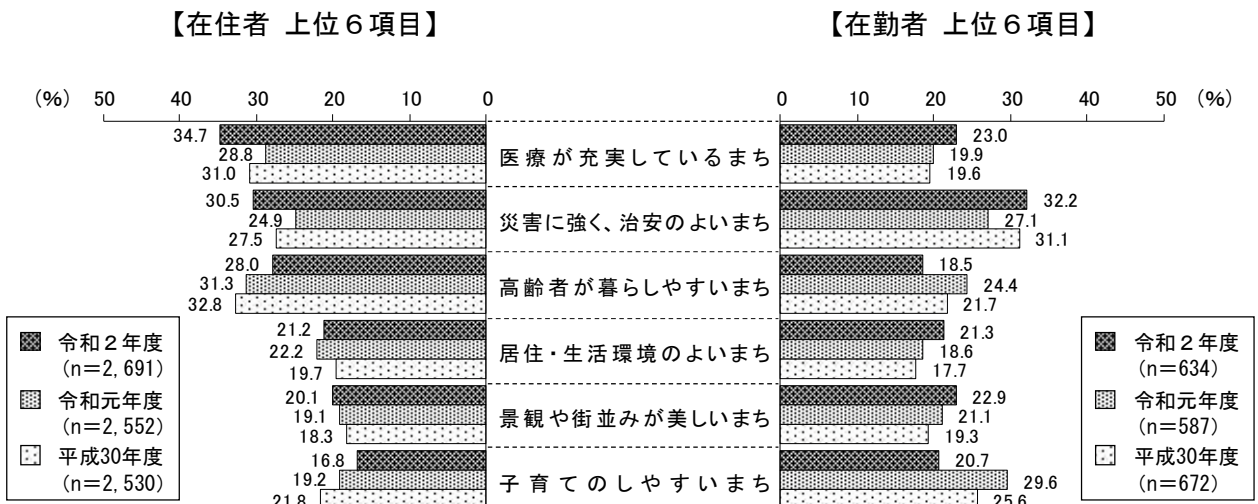 【在住者 上位６項目】
【在勤者 上位６項目】
(%) 50 40 30 20 10 0
0 10 20 30 40 50 (%)
34.7
28.8
31.0
医療が充実しているまち
23.0
19.9
19.6
30.5
24.9
27.5
災害に強く、治安のよいまち
32.2
27.1
31.1
28.0
31.3
32.8
高齢者が暮らしやすいまち
18.5
24.4
21.7
21.2
22.2
19.7
居住・生活環境のよいまち
21.3
18.6
17.7
20.1
19.1
18.3
景観や街並みが美しいまち
22.9
21.1
19.3
16.8
19.2
21.8
子育てのしやすいまち
20.7
29.6
25.6
令和２年度
(n=2,691)
令和元年度
(n=2,552)
平成30年度
(n=2,530)
令和２年度
(n=634)
令和元年度
(n=587)
平成30年度
(n=672)